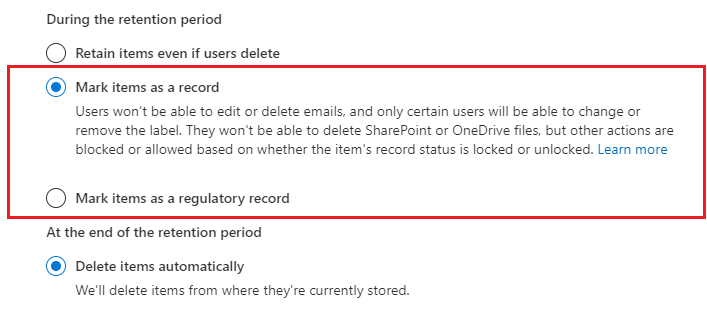 During the retention period
Retain items even if users delete
Mark items as a record
Users won't be able to edit or delete emails, and only certain users will be able to change or
remove the label. They won't be able to delete SharePoint or OneDrive files, but other actions are
blocked or allowed based on whether the item's record status is locked or unlocked. Learn more
Mark items as a regulatory record
At the end of the retention period
Delete items automatically
We'll delete items from where they're currently stored.